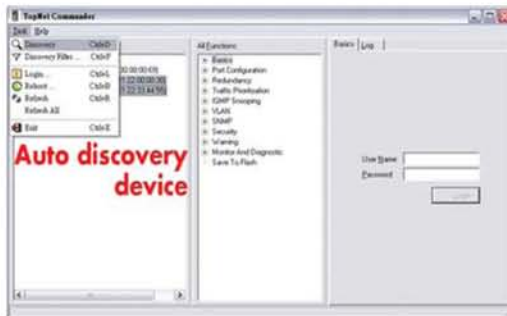 TopNet Commander
Task Help
Discovery Ctrl+D
Discovery Filter... Ctrl+F
Login... Ctrl+L
Reboot... Ctrl+B
Refresh Ctrl+R
Refresh All
Exit Ctrl+X
Auto discovery
device
All Functions
Basics
Port Configuration
Redundancy
Traffic Prioritization
IGMP Snooping
VLAN
SNMP
Security
Warning
Monitor And Diagnostic
Save To Flash
Basics Log
User Name
Password
Login